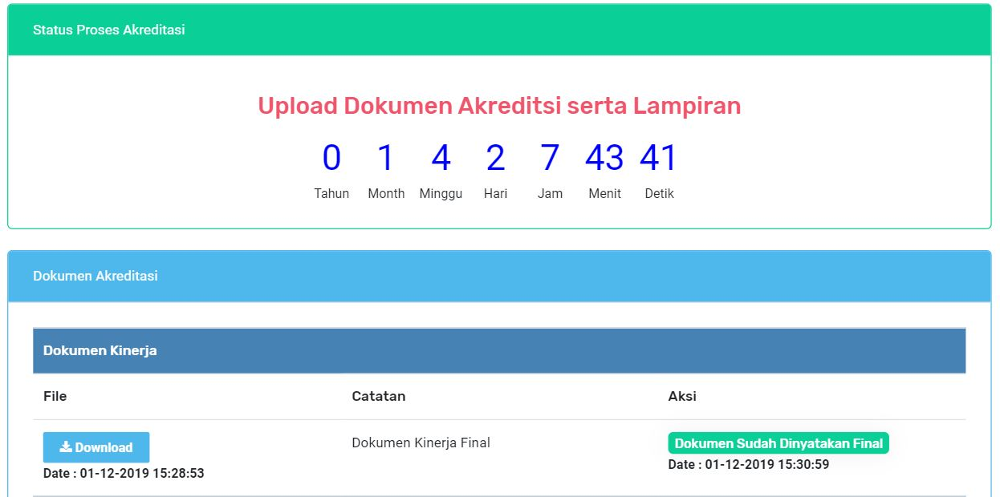 Status Proses Akreditasi
Upload Dokumen Akreditsi serta Lampiran
0 1 4 2 7 43 41
Tahun Month Minggu Hari Jam Menit Detik
Dokumen Akreditasi
Dokumen Kinerja
File Catatan Aksi
Download Dokumen Kinerja Final Dokumen Sudah Dinyatakan Final
Date : 01-12-2019 15:28:53 Date : 01-12-2019 15:30:59